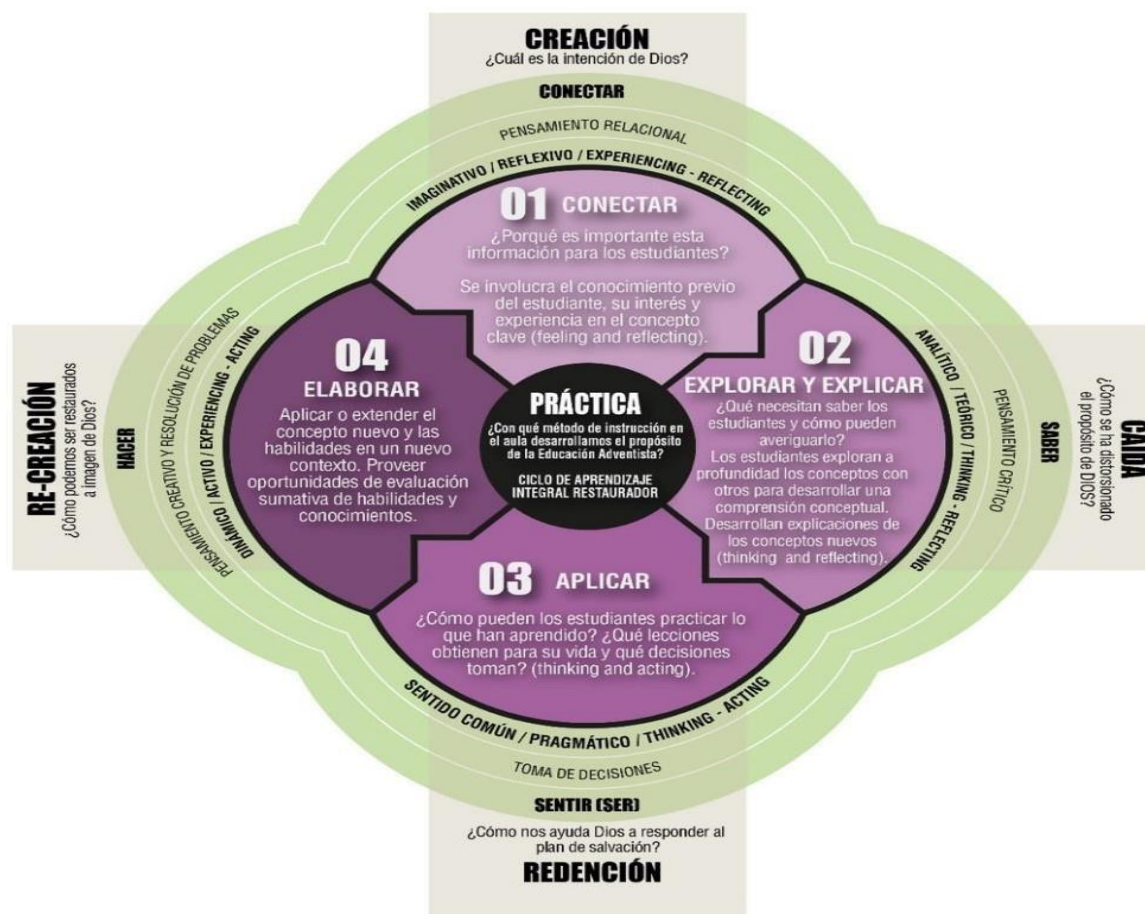 CREACIÓN
¿Cuál es la intención de Dios?
CONECTAR
PENSAMIENTO RELACIONAL
IMAGINATIVO / REFLEXIVO / EXPERIENCING - REFLECTING
01 CONECTAR
¿Porqué es importante esta
información para los estudiantes?
Se involucra el conocimiento previo
del estudiante, su interés y
experiencia en el concepto
clave (feeling and reflecting).
02
EXPLORAR Y EXPLICAR
¿Qué necesitan saber los
estudiantes y cómo pueden
averiguarlo?
Los estudiantes exploran a
profundidad los conceptos con
otros para desarrollar una
comprensión conceptual.
Desarrollan explicaciones de
los conceptos nuevos
(thinking and reflecting).
ANALÍTICO / TEÓRICO / THINKING - REFLECTING
PENSAMIENTO CRÍTICO
SABER
¿Cómo se ha distorsionado
el propósito de DIOS?
CAIDA
PRÁCTICA
¿Con qué método de instrucción en
el aula desarrollamos el propósito
de la Educación Adventista?
CICLO DE APRENDIZAJE
INTEGRAL RESTAURADOR
03 APLICAR
¿Cómo pueden los estudiantes practicar lo
que han aprendido? ¿Qué lecciones
obtienen para su vida y qué decisiones
toman? (thinking and acting).
SENTIDO COMÚN / PRAGMÁTICO / THINKING - ACTING
TOMA DE DECISIONES
SENTIR (SER)
¿Cómo nos ayuda Dios a responder al
plan de salvación?
REDENCIÓN
04
ELABORAR
Aplicar o extender el
concepto nuevo y las
habilidades en un nuevo
contexto. Proveer
oportunidades de evaluación
sumativa de habilidades y
conocimientos.
DINÁMICO / ACTIVO / EXPERIENCING - ACTING
PENSAMIENTO CREATIVO Y RESOLUCIÓN DE PROBLEMAS
HACER
¿Cómo podemos ser restaurados
a imagen de Dios?
RE-CREACIÓN